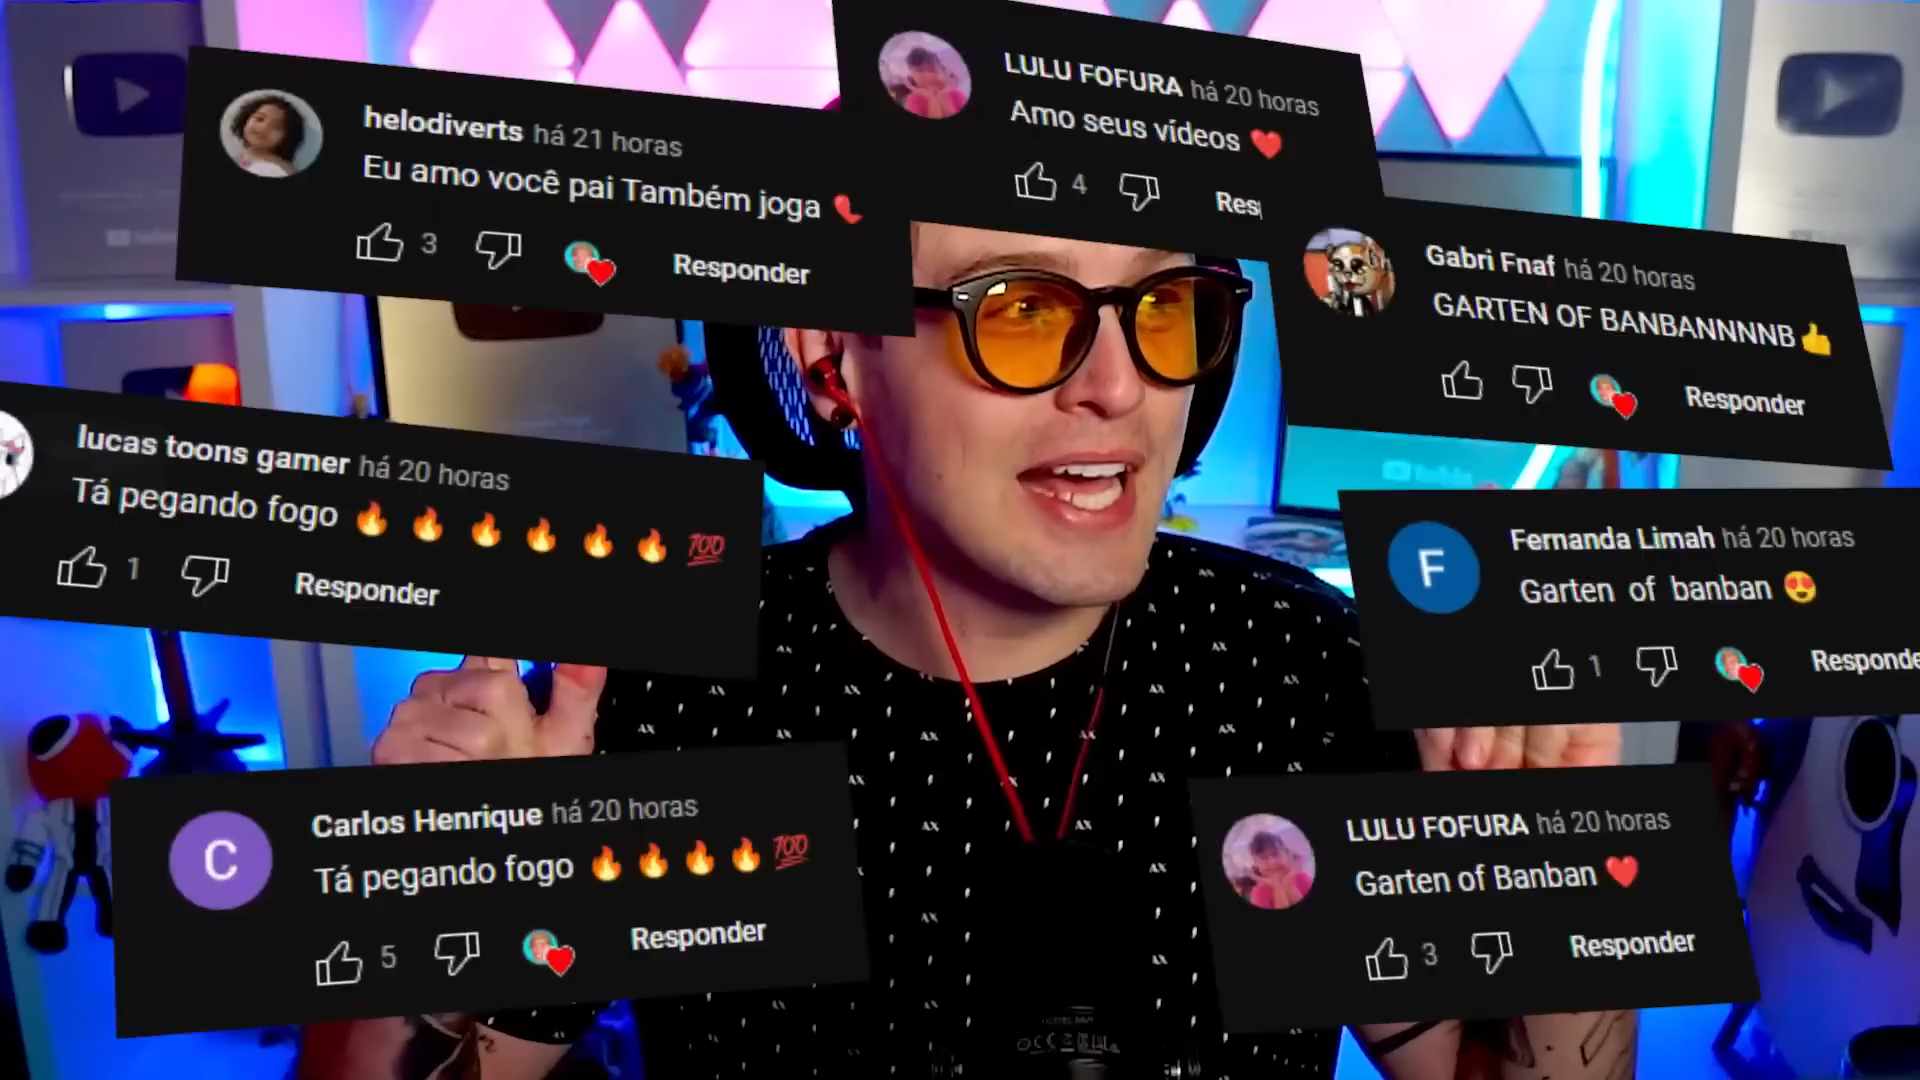 LULU FOFURA há 20 horas
Amo seus vídeos ❤️
4
helodiverts há 21 horas
Eu amo você pai Também joga
3
Responder
Gabri Fnaf há 20 horas
GARTEN OF BANBANNNNB 👍
Responder
lucas toons gamer há 20 horas
Tá pegando fogo 🔥 🔥 🔥 🔥 🔥 🔥 💯
1
Responder
Fernanda Limah há 20 horas
Garten of banban 😍
1
Responde
Carlos Henrique há 20 horas
Tá pegando fogo 🔥 🔥 🔥 🔥 💯
5
Responder
LULU FOFURA há 20 horas
Garten of Banban ❤️
3
Responder